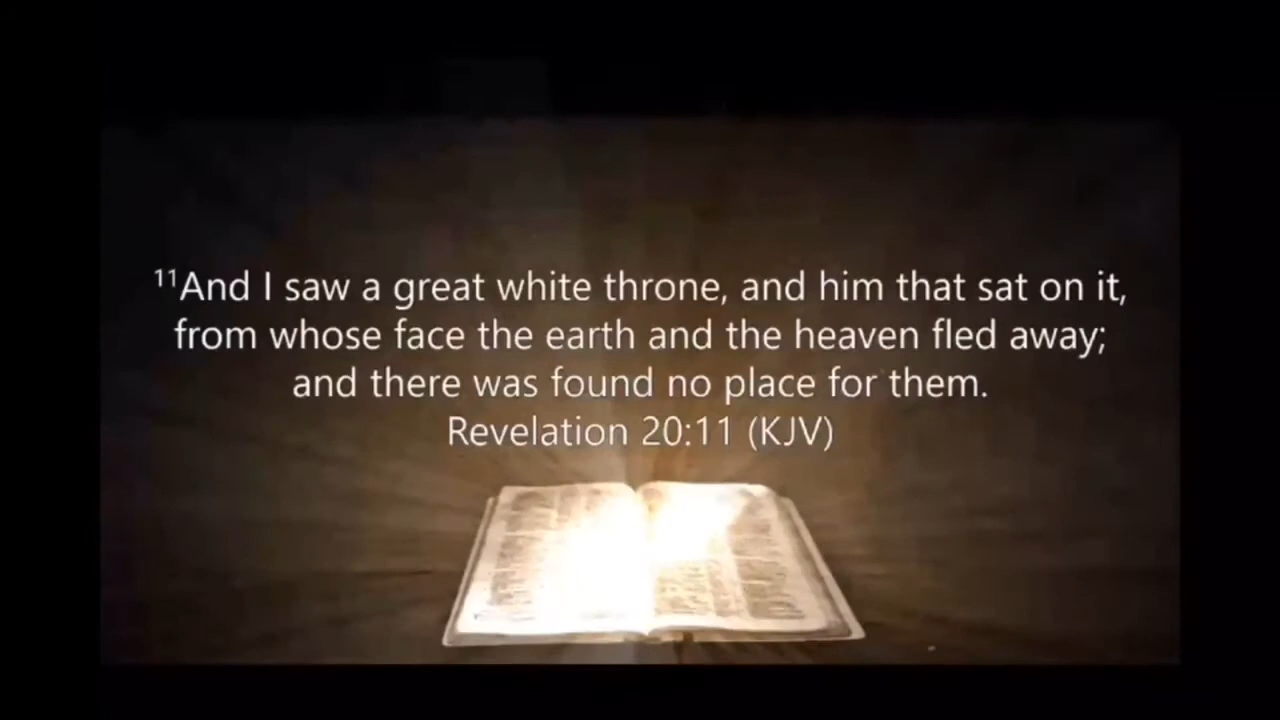 ¹¹And I saw a great white throne, and him that sat on it,
from whose face the earth and the heaven fled away;
and there was found no place for them.
Revelation 20:11 (KJV)